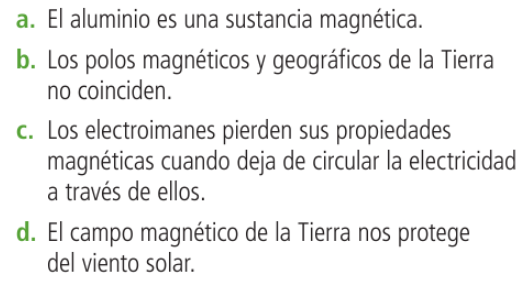 a. El aluminio es una sustancia magnética.
b. Los polos magnéticos y geográficos de la Tierra
no coinciden.
c. Los electroimanes pierden sus propiedades
magnéticas cuando deja de circular la electricidad
a través de ellos.
d. El campo magnético de la Tierra nos protege
del viento solar.